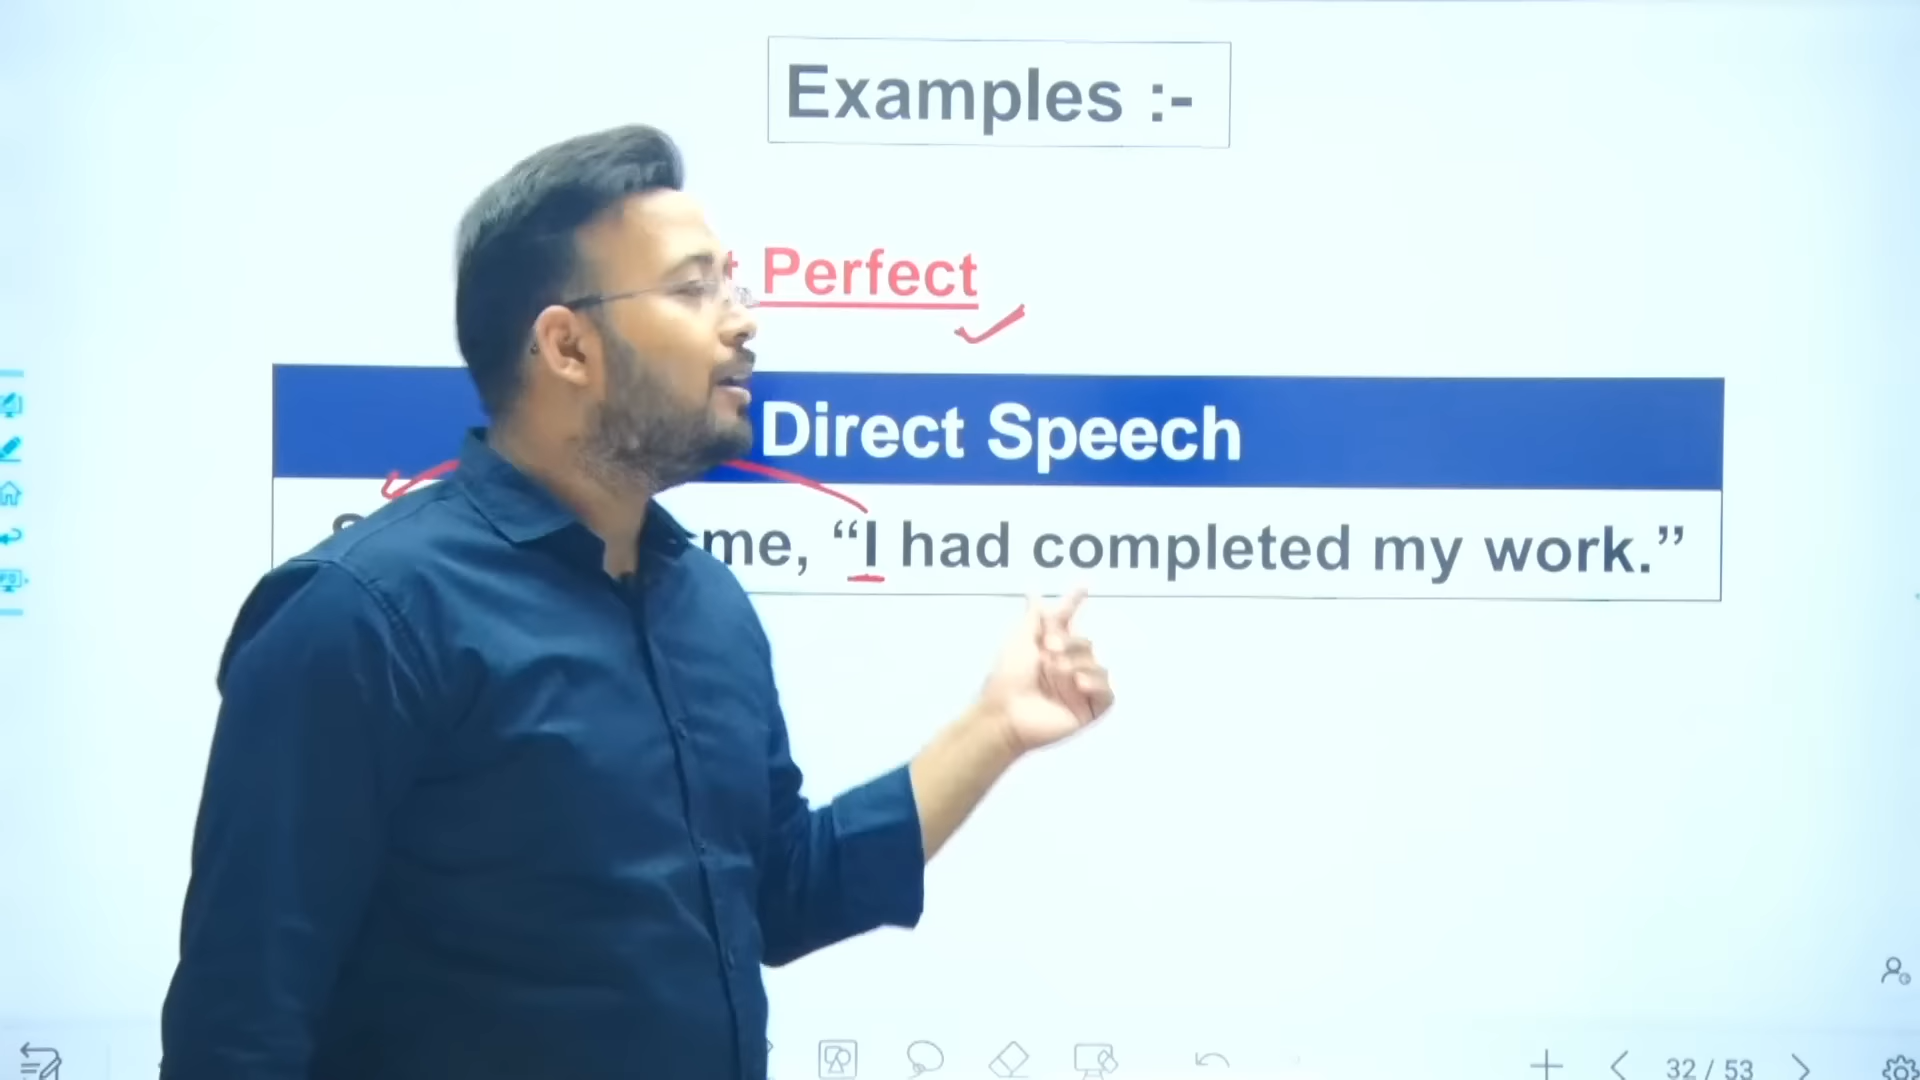 Examples :-
Perfect
Direct Speech
me, “I had completed my work.”
32 / 53